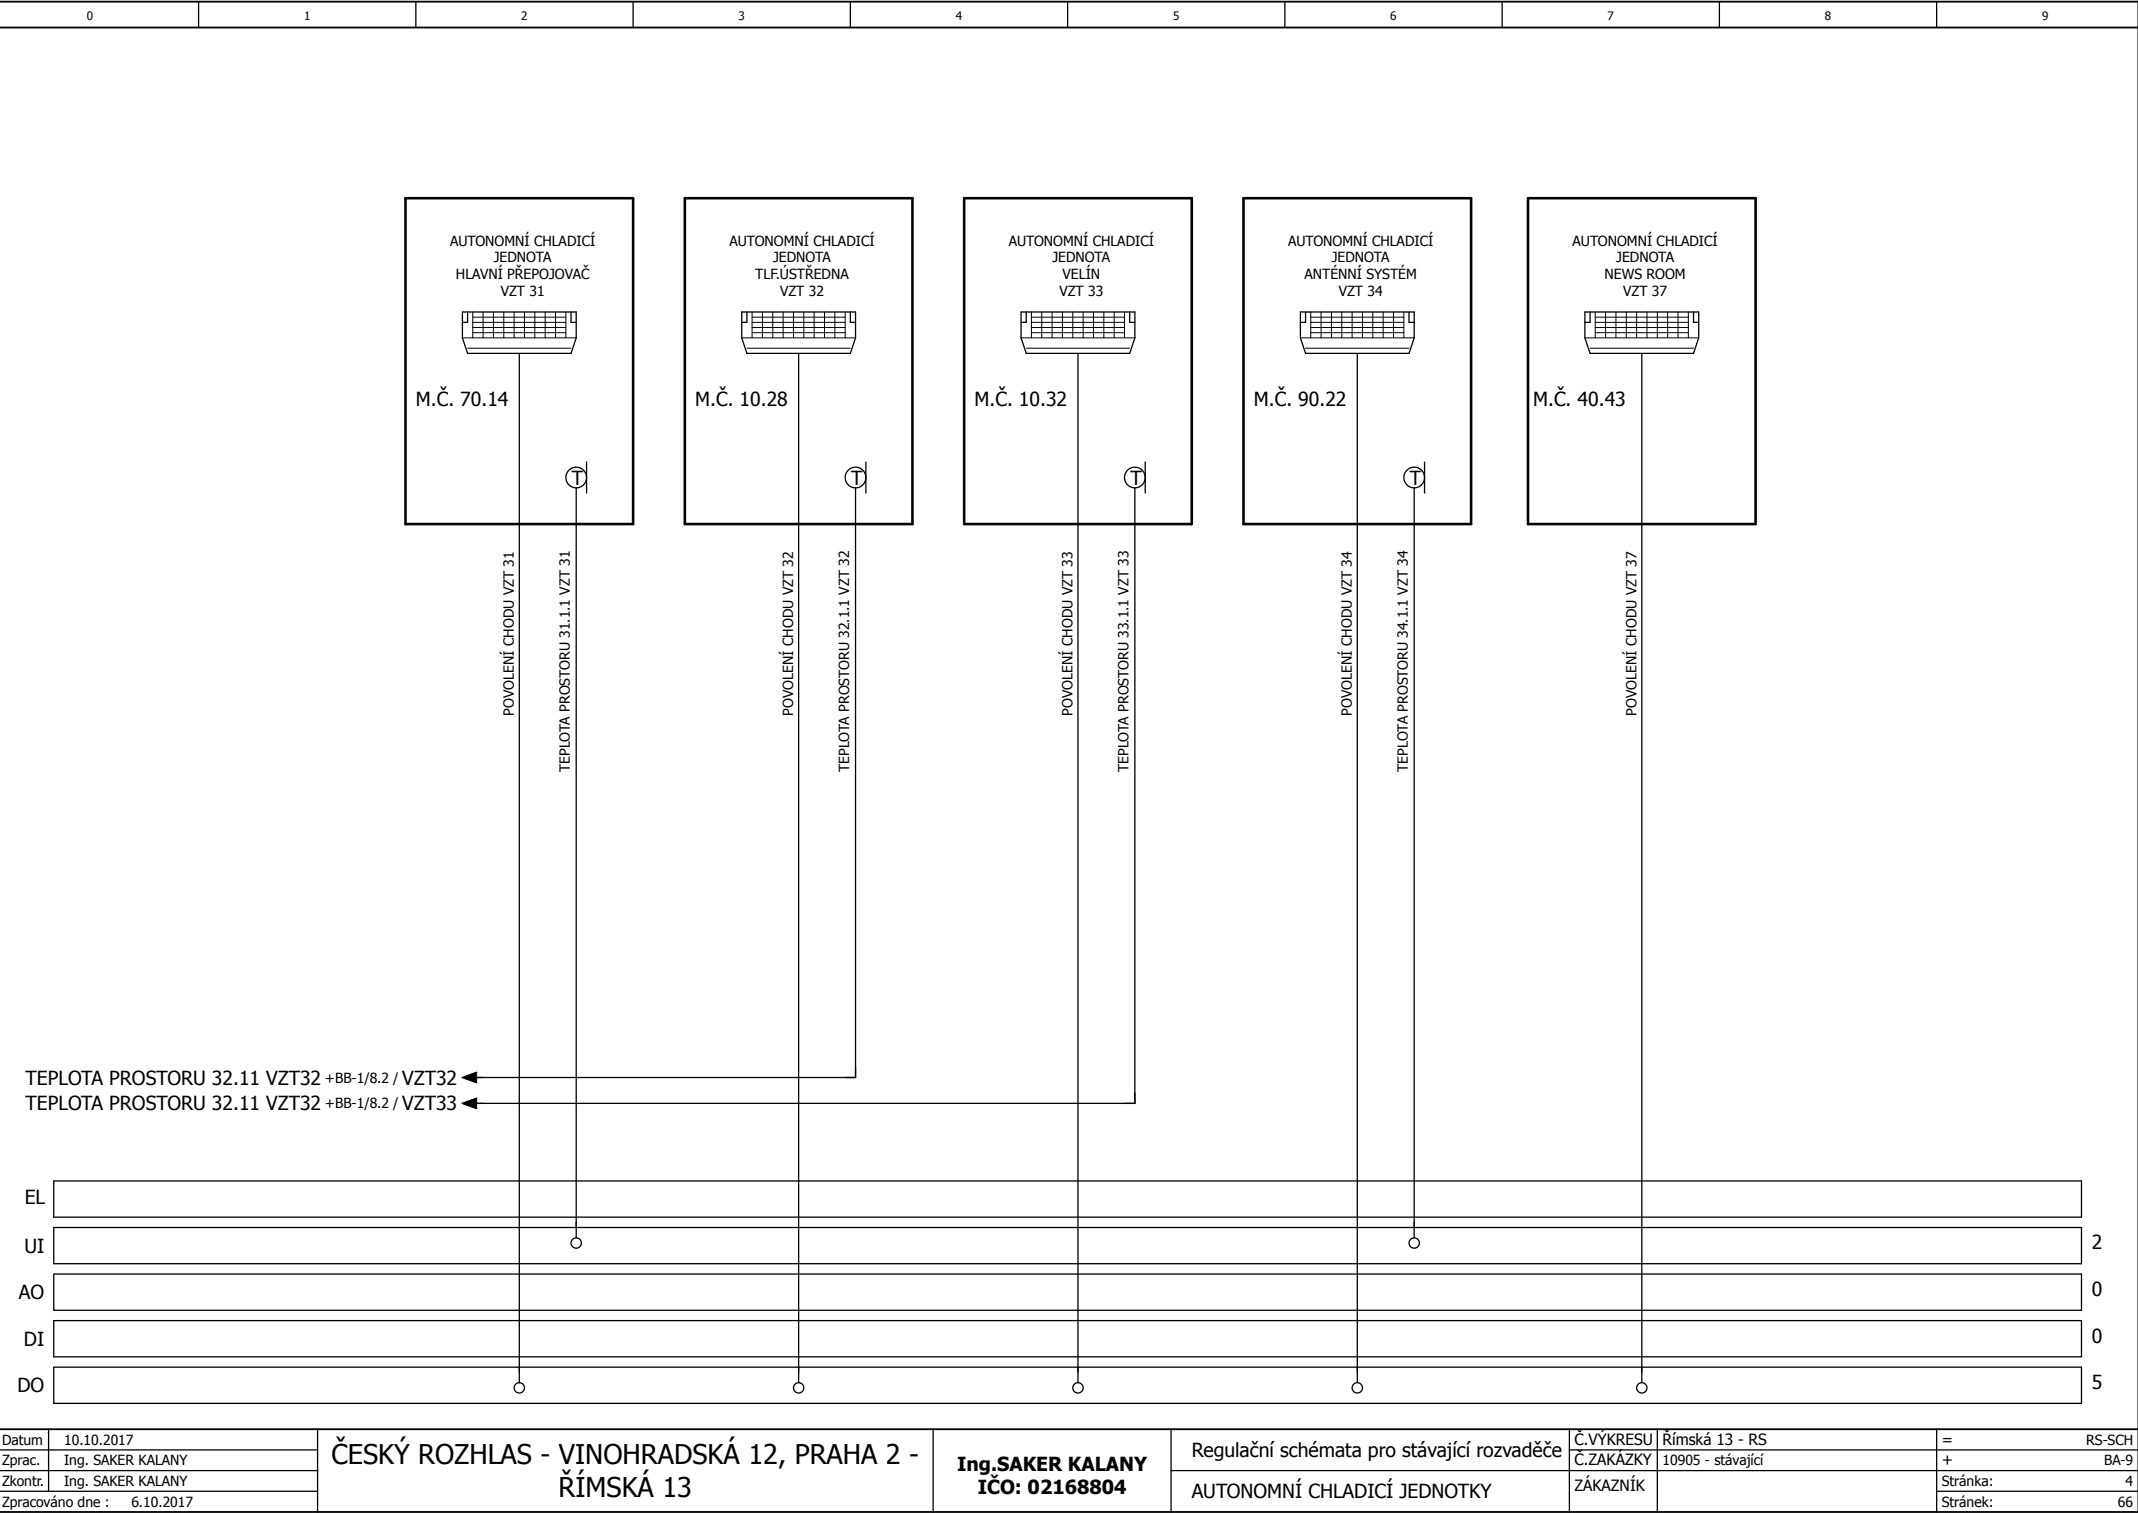 0 1 2 3 4 5 6 7 8 9
AUTONOMNÍ CHLADICÍ
JEDNOTA
HLAVNÍ PŘEPOJOVAČ
VZT 31
M.Č. 70.14
T
AUTONOMNÍ CHLADICÍ
JEDNOTA
TLF.ÚSTŘEDNA
VZT 32
M.Č. 10.28
T
AUTONOMNÍ CHLADICÍ
JEDNOTA
VELÍN
VZT 33
M.Č. 10.32
T
AUTONOMNÍ CHLADICÍ
JEDNOTA
ANTÉNNÍ SYSTÉM
VZT 34
M.Č. 90.22
T
AUTONOMNÍ CHLADICÍ
JEDNOTA
NEWS ROOM
VZT 37
M.Č. 40.43
POVOLENÍ CHODU VZT 31
TEPLOTA PROSTORU 31.1.1 VZT 31
POVOLENÍ CHODU VZT 32
TEPLOTA PROSTORU 32.1.1 VZT 32
POVOLENÍ CHODU VZT 33
TEPLOTA PROSTORU 33.1.1 VZT 33
POVOLENÍ CHODU VZT 34
TEPLOTA PROSTORU 34.1.1 VZT 34
POVOLENÍ CHODU VZT 37
TEPLOTA PROSTORU 32.11 VZT32 +BB-1/8.2 / VZT32
TEPLOTA PROSTORU 32.11 VZT32 +BB-1/8.2 / VZT33
EL
UI 2
AO 0
DI 0
DO 5
Datum 10.10.2017
Zprac. Ing. SAKER KALANY
Zkontr. Ing. SAKER KALANY
Zpracováno dne : 6.10.2017
ČESKÝ ROZHLAS - VINOHRADSKÁ 12, PRAHA 2 -
ŘÍMSKÁ 13
Ing.SAKER KALANY
IČO: 02168804
Regulační schémata pro stávající rozvaděče
AUTONOMNÍ CHLADICÍ JEDNOTKY
Č.VÝKRESU Římská 13 - RS
Č.ZAKÁZKY 10905 - stávající
ZÁKAZNÍK
= RS-SCH
+ BA-9
Stránka: 4
Stránek: 66